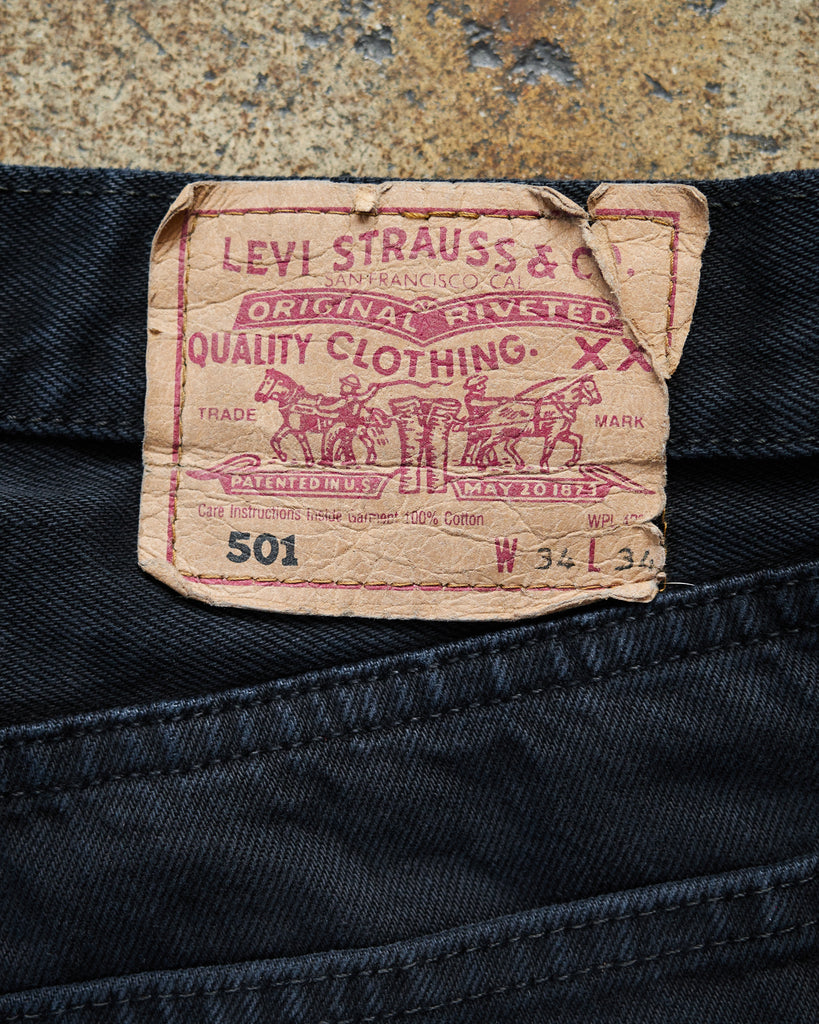 LEVI STRAUSS & CO.
SAN FRANCISCO CAL
ORIGINAL RIVETED
QUALITY CLOTHING. XX
TRADE MARK
PATENTED IN U.S. MAY 20 1873
Care Instructions Inside Garment 100% Cotton WPL
501 W 34 L 34